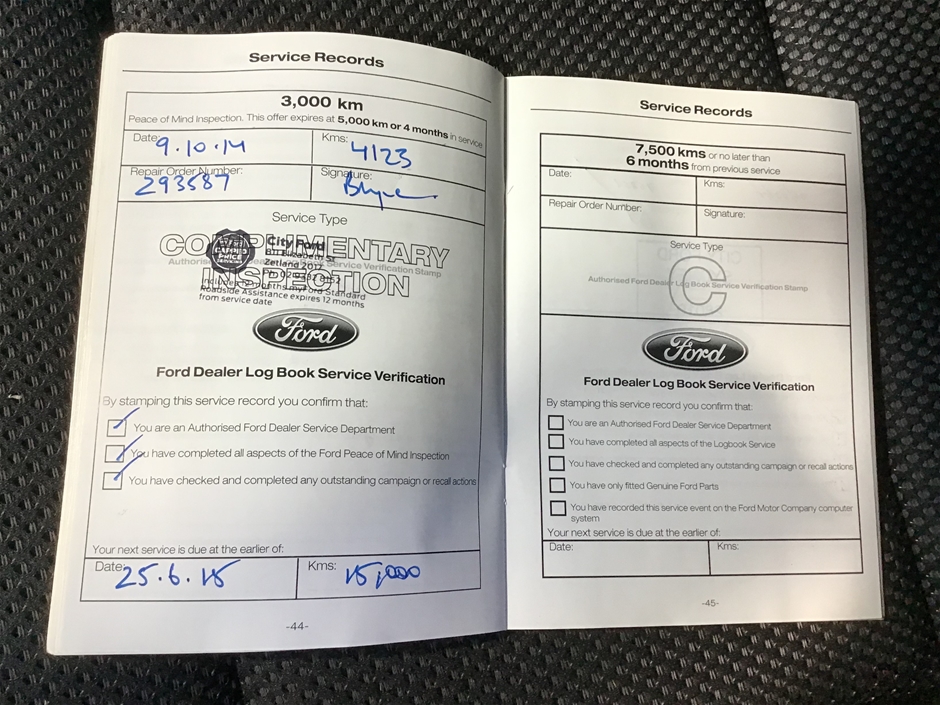 Service Records
3,000 km
Peace of Mind Inspection. This offer expires at 5,000 km or 4 months in service
Date: 9.10.14
Kms: 4123
Repair Order Number: 293587
Signature:
Service Type
COMPLIMENTARY
INSPECTION
City Ford
Elizabeth St
Zetland 2017
Service Verification Stamp
Roadside Assistance expires 12 months
from service date
Ford
Ford Dealer Log Book Service Verification
By stamping this service record you confirm that:
You are an Authorised Ford Dealer Service Department
You have completed all aspects of the Ford Peace of Mind Inspection
You have checked and completed any outstanding campaign or recall actions
Your next service is due at the earlier of:
Date: 25.6.15
Kms: 15,000
-44-
Service Records
7,500 kms or no later than
6 months from previous service
Date:
Kms:
Repair Order Number:
Signature:
Service Type
C
Authorised Ford Dealer Log Book Service Verification Stamp
Ford
Ford Dealer Log Book Service Verification
By stamping this service record you confirm that:
You are an Authorised Ford Dealer Service Department
You have completed all aspects of the Logbook Service
You have checked and completed any outstanding campaign or recall actions
You have only fitted Genuine Ford Parts
You have recorded this service event on the Ford Motor Company computer
system
Your next service is due at the earlier of:
Date:
Kms:
-45-